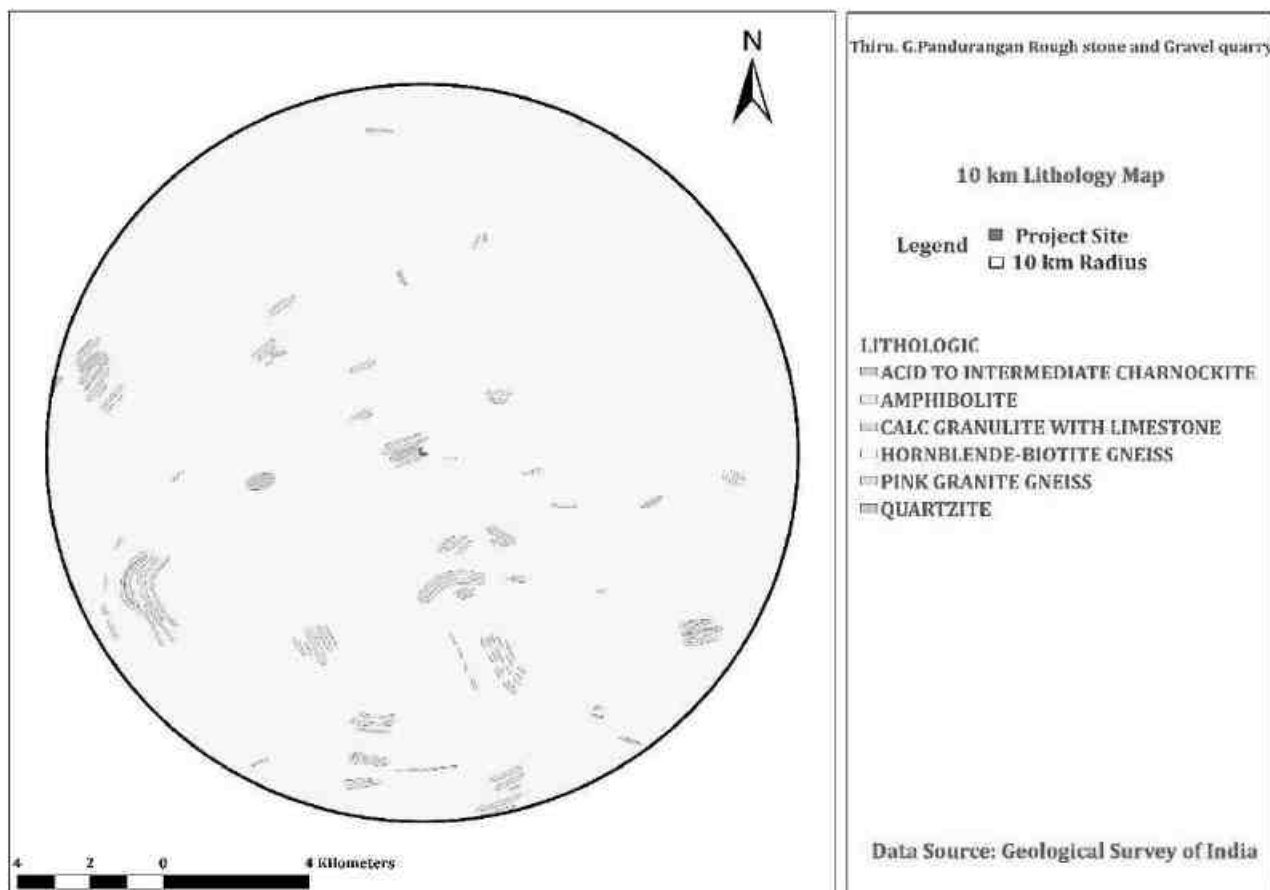 N
4 2 0 4 Kilometers
Thiru. G.Pandurangan Rough stone and Gravel quarry
10 km Lithology Map
Legend
Project Site
10 km Radius
LITHOLOGIC
ACID TO INTERMEDIATE CHARNOCKITE
AMPHIBOLITE
CALC GRANULITE WITH LIMESTONE
HORNBLENDE-BIOTITE GNEISS
PINK GRANITE GNEISS
QUARTZITE
Data Source: Geological Survey of India